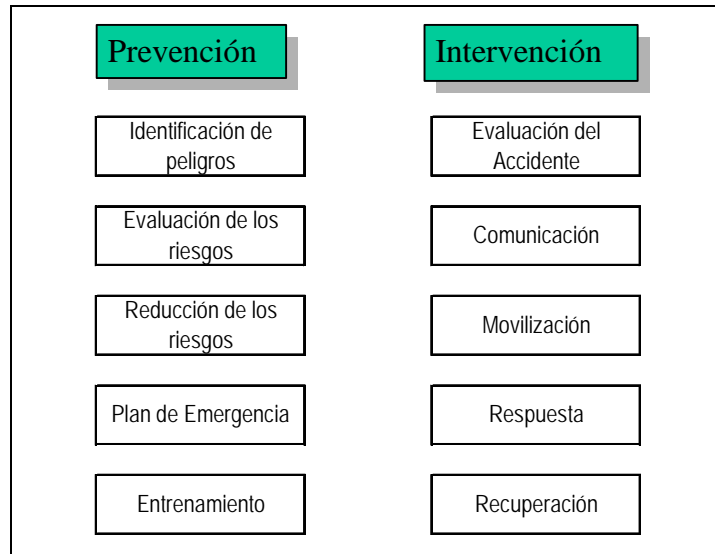 Prevención
Identificación de
peligros
Evaluación de los
riesgos
Reducción de los
riesgos
Plan de Emergencia
Entrenamiento
Intervención
Evaluación del
Accidente
Comunicación
Movilización
Respuesta
Recuperación